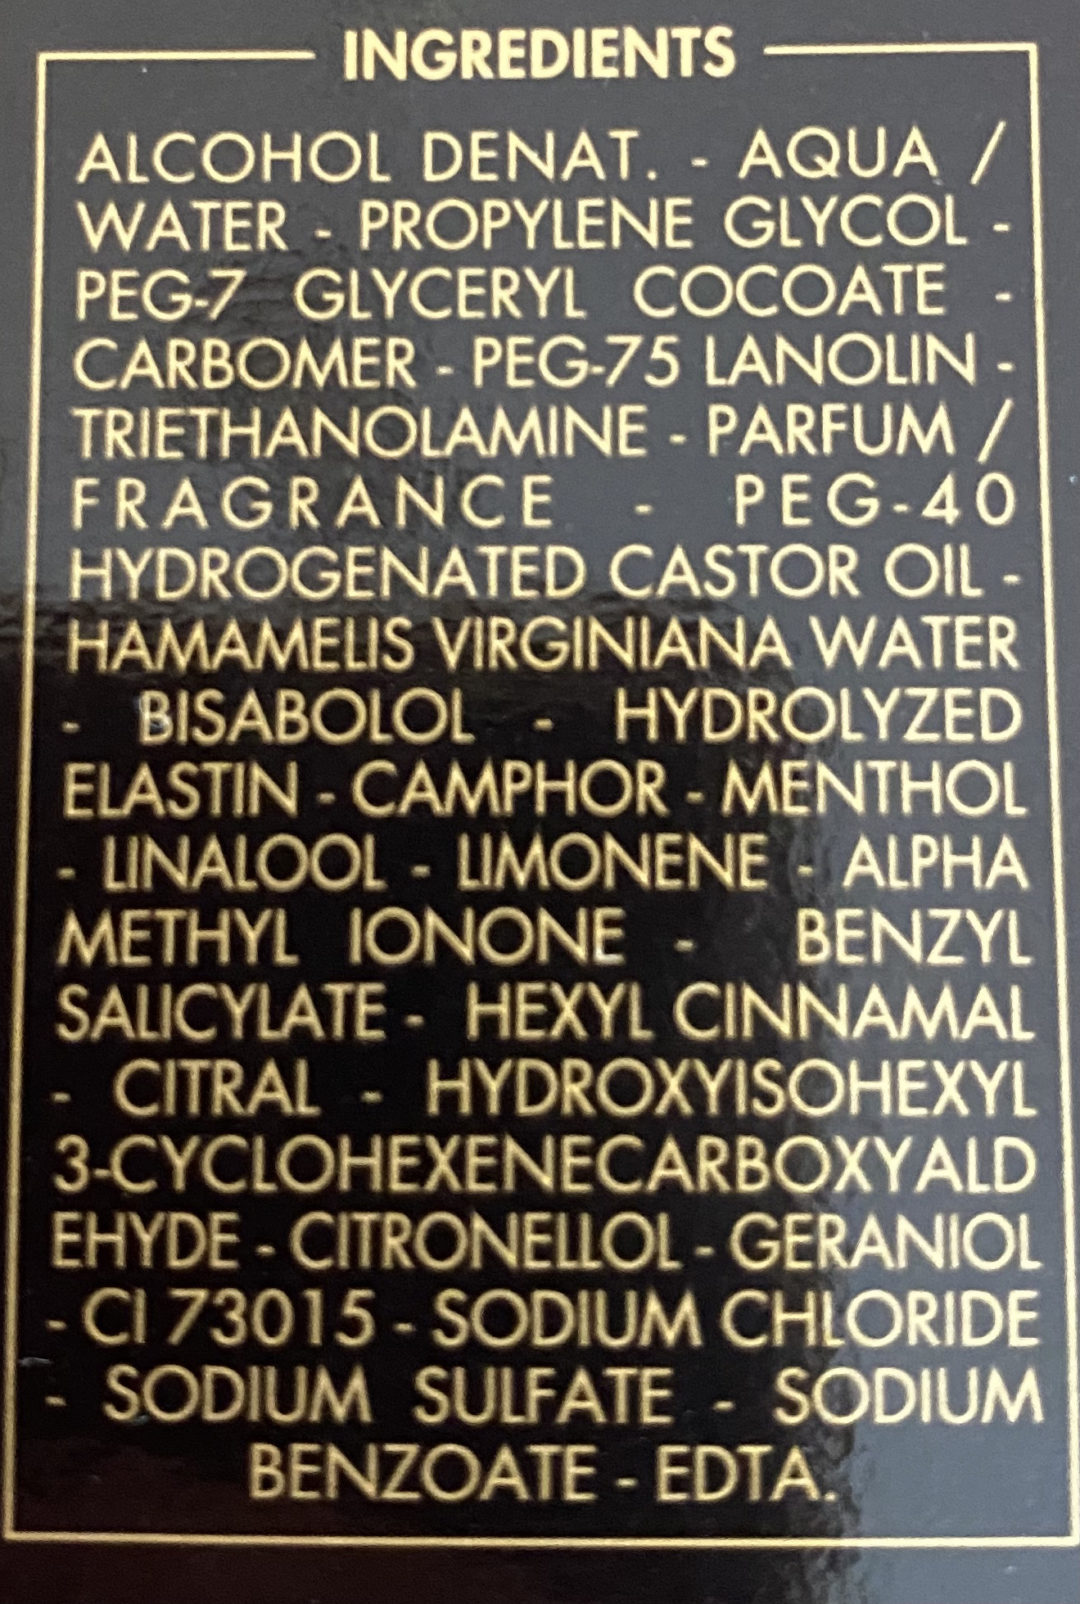 INGREDIENTS
ALCOHOL DENAT. - AQUA /
WATER - PROPYLENE GLYCOL -
PEG-7 GLYCERYL COCOATE -
CARBOMER - PEG-75 LANOLIN -
TRIETHANOLAMINE - PARFUM /
FRAGRANCE - PEG-40
HYDROGENATED CASTOR OIL -
HAMAMELIS VIRGINIANA WATER
- BISABOLOL - HYDROLYZED
ELASTIN - CAMPHOR - MENTHOL
- LINALOOL - LIMONENE - ALPHA
METHYL IONONE - BENZYL
SALICYLATE - HEXYL CINNAMAL
- CITRAL - HYDROXYISOHEXYL
3-CYCLOHEXENECARBOXYALD
EHYDE - CITRONELLOL - GERANIOL
- CI 73015 - SODIUM CHLORIDE
- SODIUM SULFATE - SODIUM
BENZOATE - EDTA.